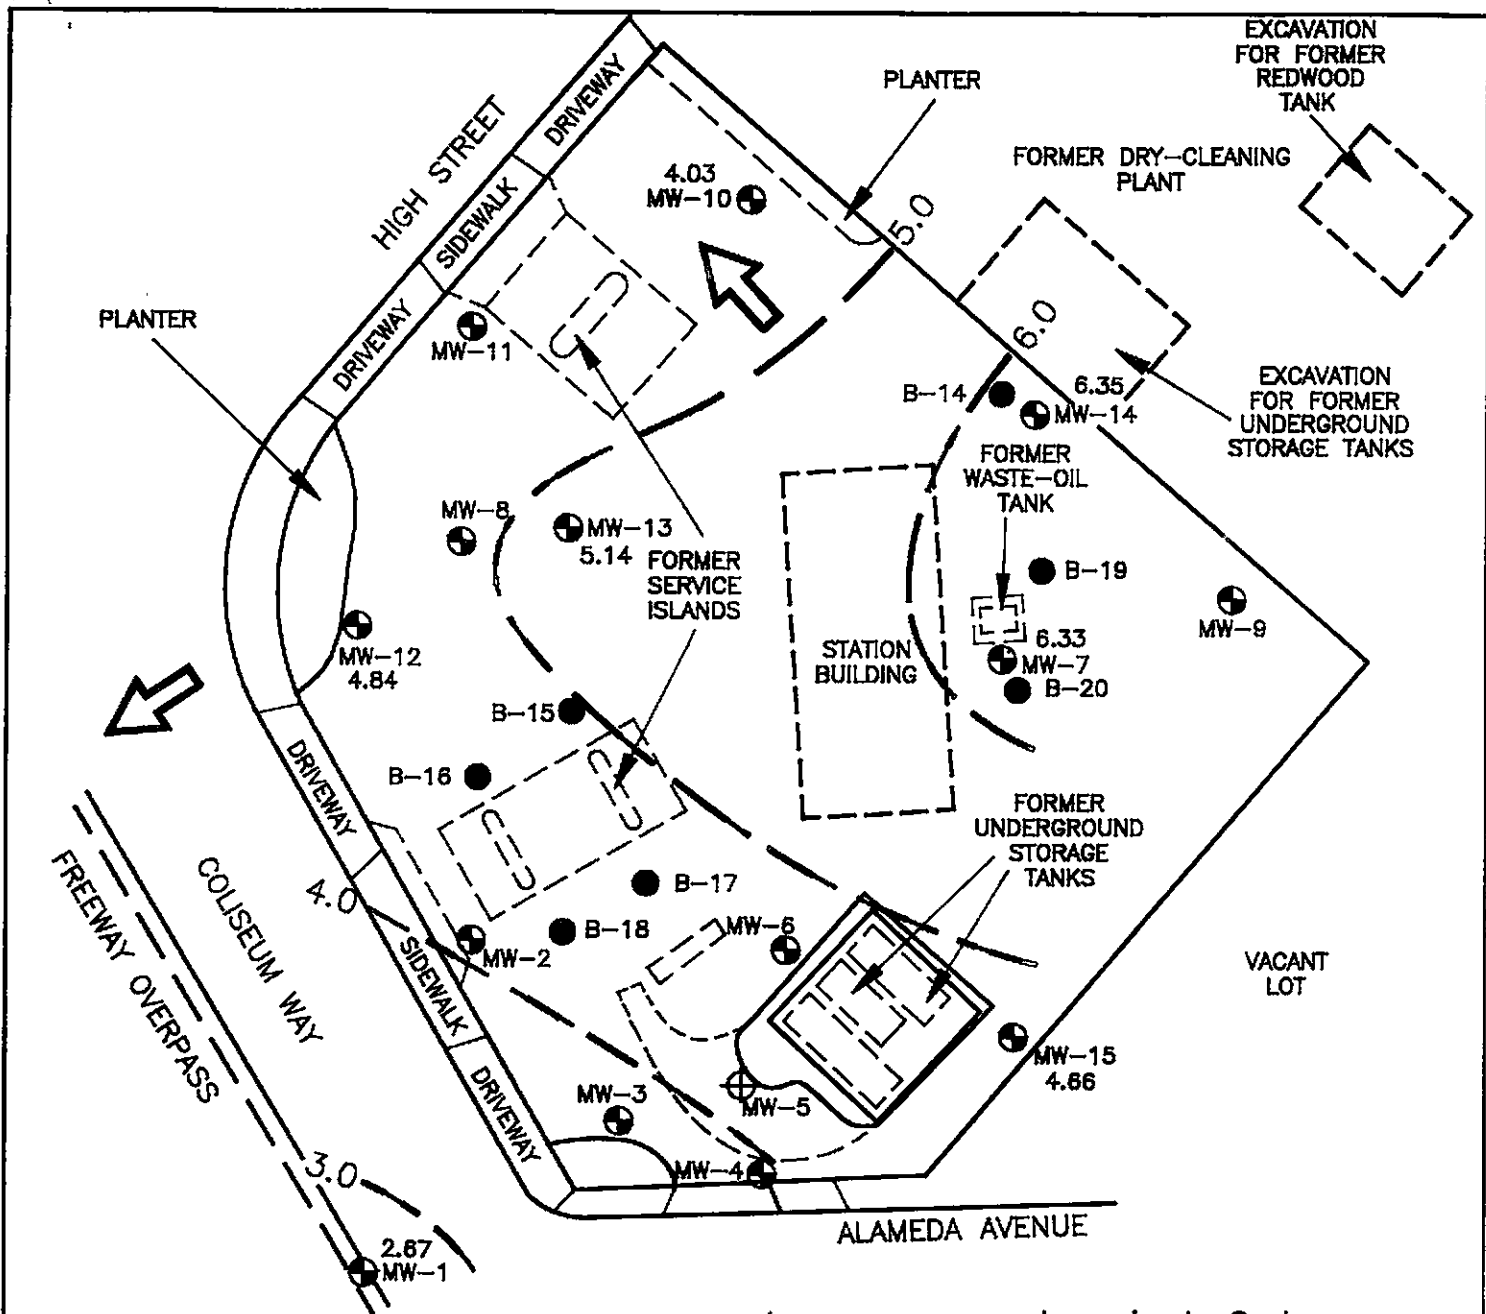 EXCAVATION
FOR FORMER
REDWOOD
TANK
PLANTER
DRIVEWAY
HIGH STREET
SIDEWALK
4.03
MW-10
FORMER DRY-CLEANING
PLANT
5.0
6.0
PLANTER
DRIVEWAY
MW-11
B-14
6.35
MW-14
EXCAVATION
FOR FORMER
UNDERGROUND
STORAGE TANKS
FORMER
WASTE-OIL
TANK
MW-8
MW-13
5.14
FORMER
SERVICE
ISLANDS
B-19
MW-9
MW-12
4.84
STATION
BUILDING
6.33
MW-7
B-20
B-15
B-16
DRIVEWAY
FORMER
UNDERGROUND
STORAGE
TANKS
FREEWAY OVERPASS
COLISEUM WAY
4.0
B-17
B-18
MW-6
MW-2
SIDEWALK
VACANT
LOT
MW-15
4.66
MW-3
MW-5
DRIVEWAY
MW-4
3.0
ALAMEDA AVENUE
2.67
MW-1